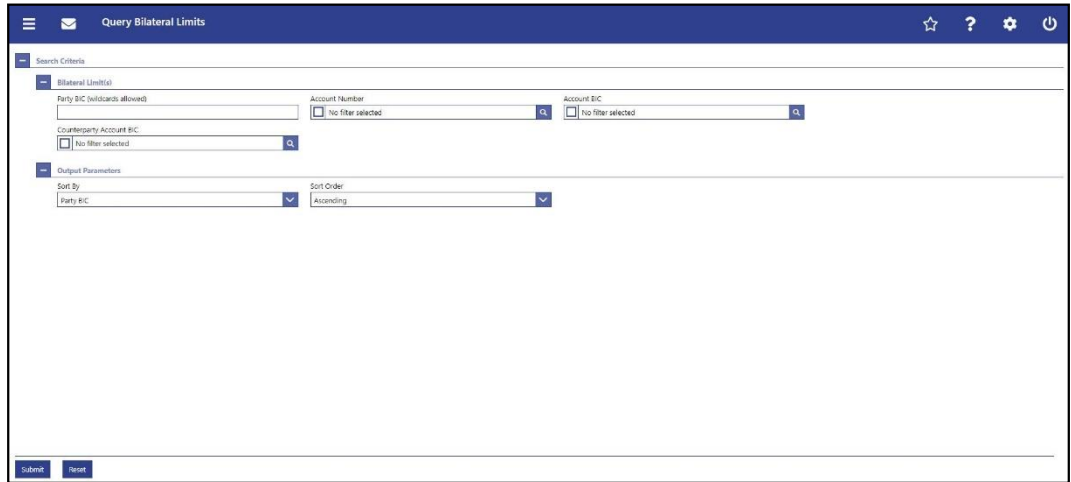 Query Bilateral Limits
?
Search Criteria
Bilateral Limit(s)
Party BIC (wildcards allowed) Account Number Account BIC
No filter selected No filter selected
Counterparty Account BIC
No filter selected
Output Parameters
Sort By Sort Order
Party BIC Ascending
Submit Reset